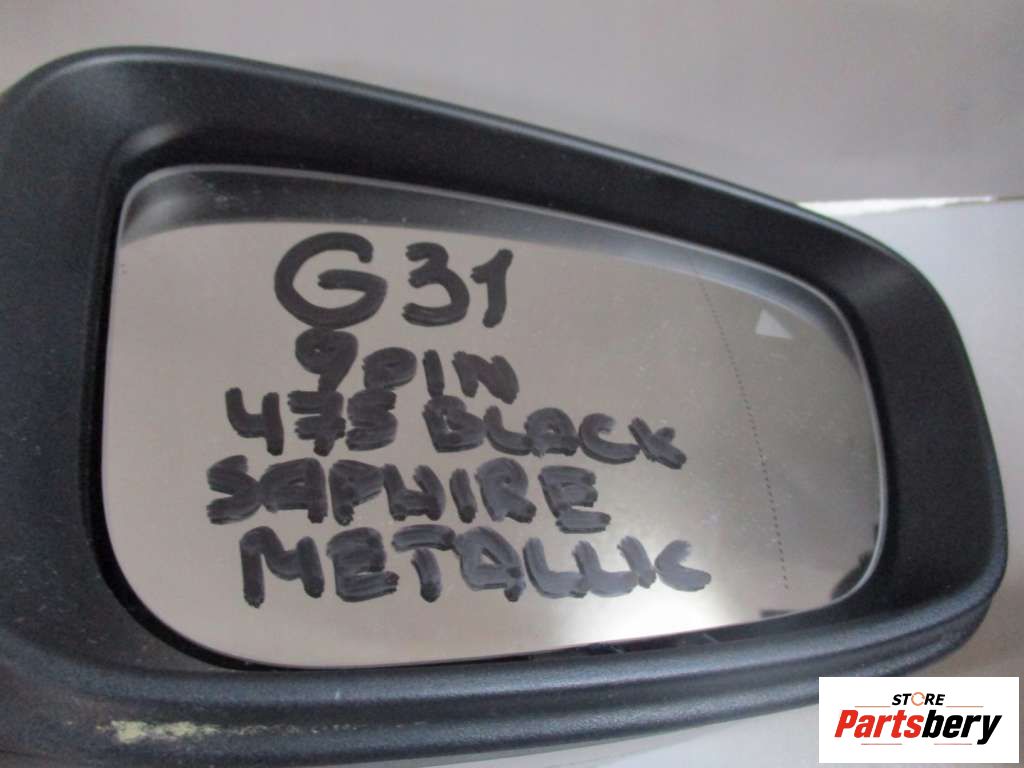 G31
9PIN
475 BLACK
SAPHIRE
METALLIC
STORE
Partsbery